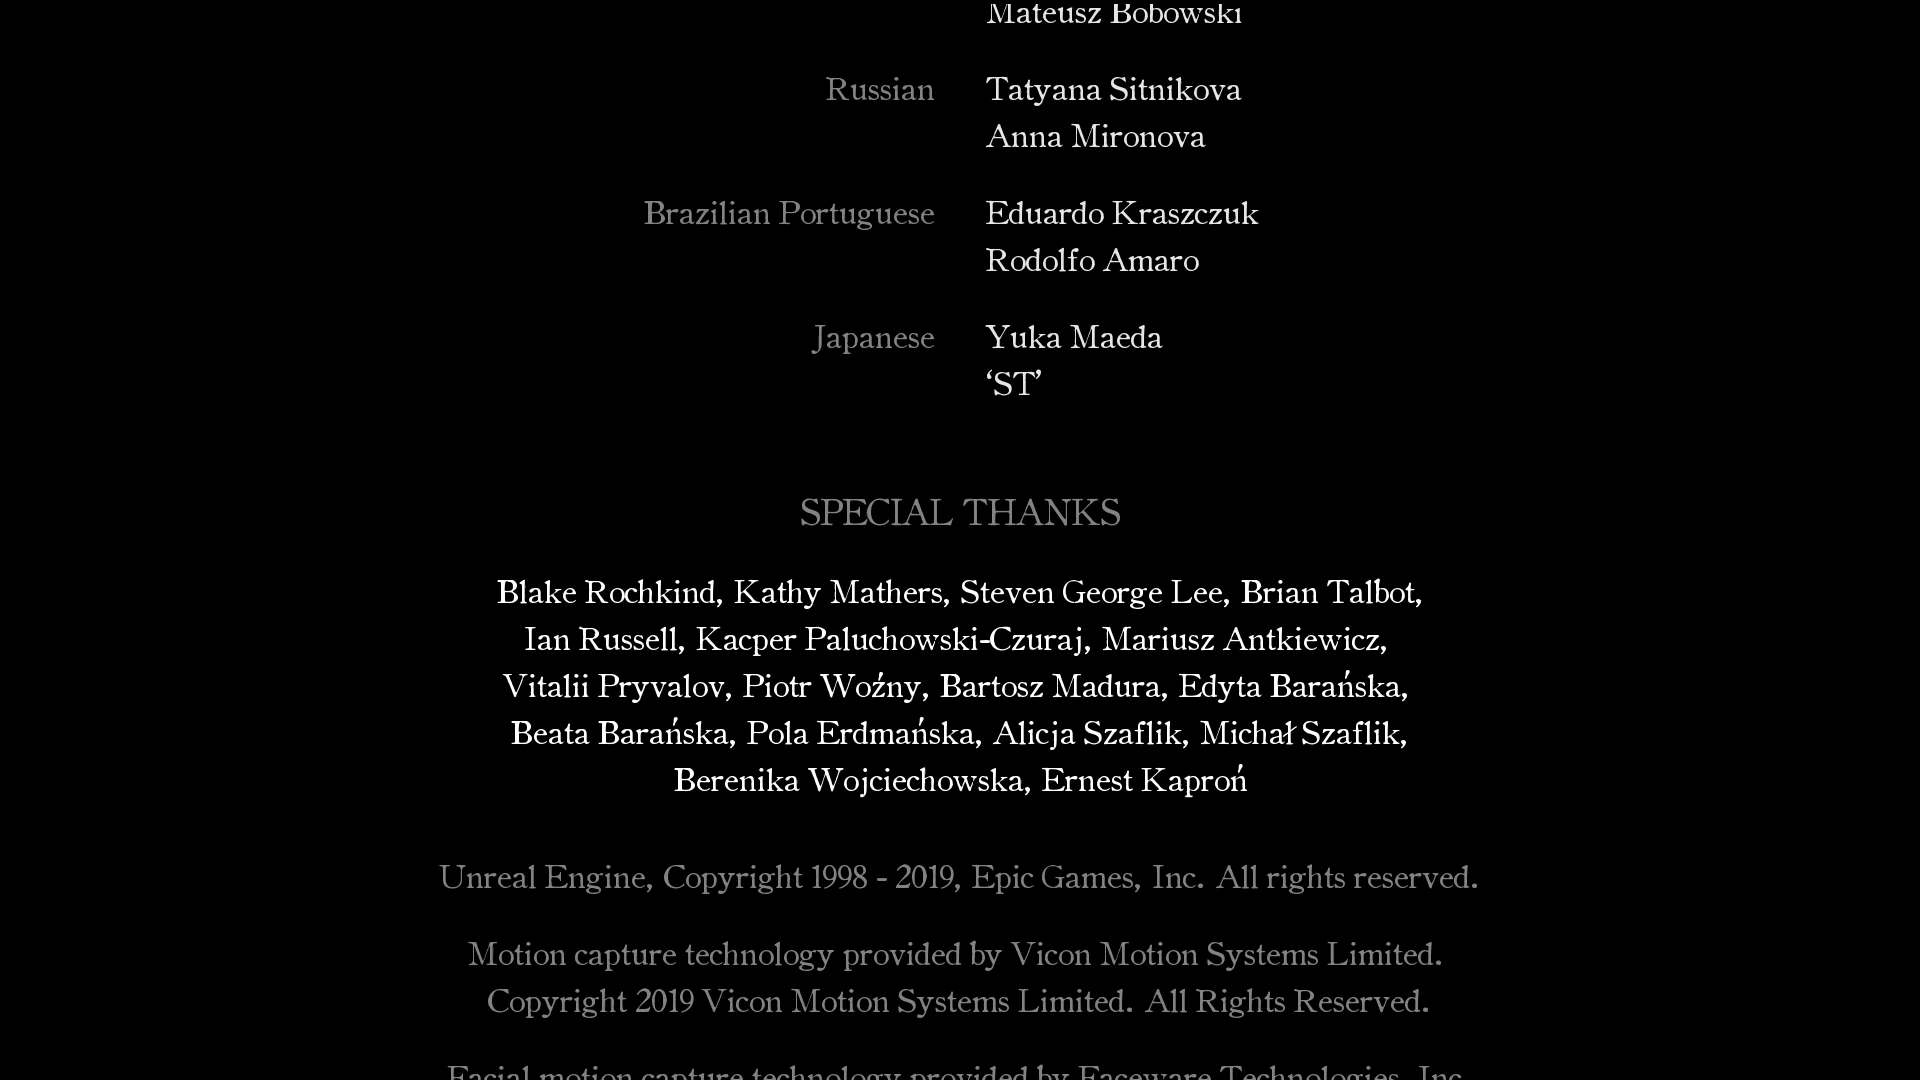 Mateusz Bobowski
Russian Tatyana Sitnikova
Anna Mironova
Brazilian Portuguese Eduardo Kraszczuk
Rodolfo Amaro
Japanese Yuka Maeda
‘ST’
SPECIAL THANKS
Blake Rochkind, Kathy Mathers, Steven George Lee, Brian Talbot,
Ian Russell, Kacper Paluchowski-Czuraj, Mariusz Antkiewicz,
Vitalii Pryvalov, Piotr Woźny, Bartosz Madura, Edyta Barańska,
Beata Barańska, Pola Erdmańska, Alicja Szaflik, Michał Szaflik,
Berenika Wojciechowska, Ernest Kaproń
Unreal Engine, Copyright 1998 - 2019, Epic Games, Inc. All rights reserved.
Motion capture technology provided by Vicon Motion Systems Limited.
Copyright 2019 Vicon Motion Systems Limited. All Rights Reserved.
Facial motion capture technology provided by Faceware Technologies, Inc.